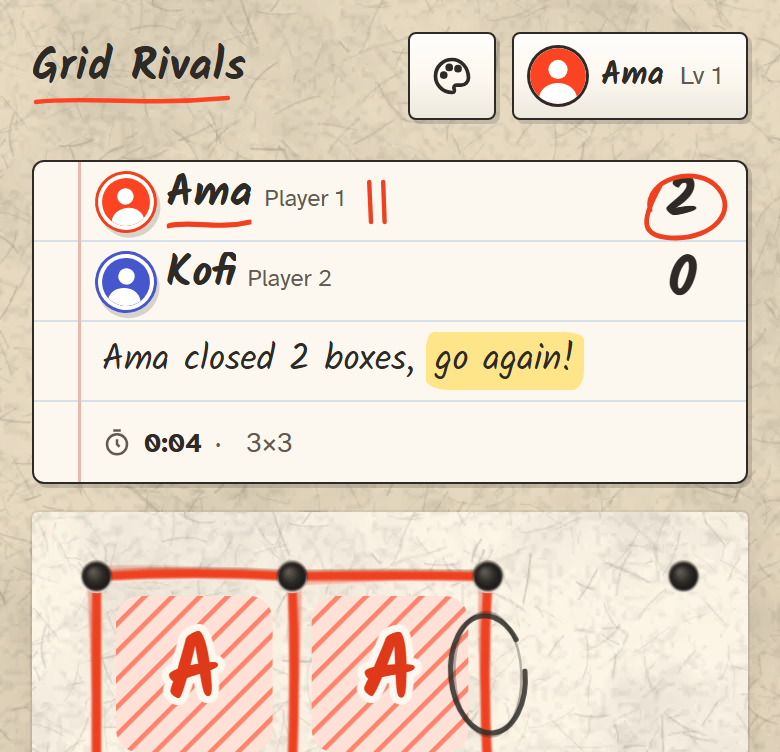 Grid Rivals
Ama Lv 1
Ama Player 1 2
Kofi Player 2 0
Ama closed 2 boxes, go again!
0:04 · 3×3
A A